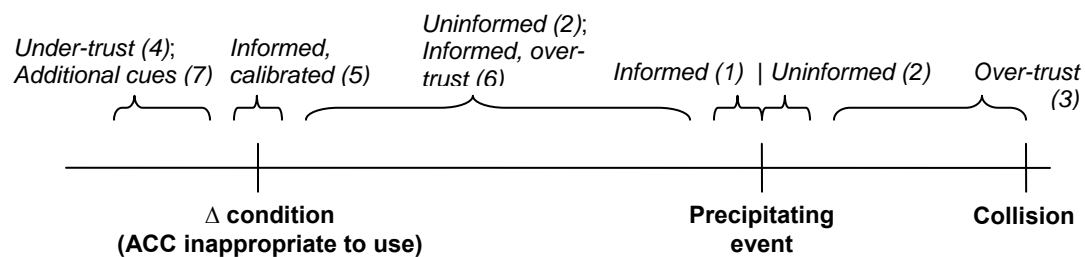 Under-trust (4);
Additional cues (7)
Informed,
calibrated (5)
Uninformed (2);
Informed, over-
trust (6)
Informed (1) | Uninformed (2)
Over-trust
(3)
Δ condition
(ACC inappropriate to use)
Precipitating
event
Collision